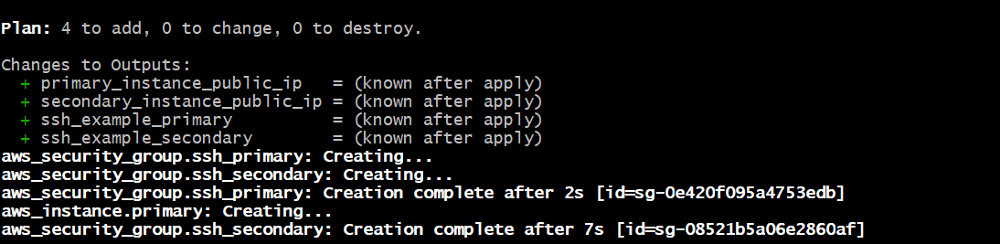 Plan: 4 to add, 0 to change, 0 to destroy.
Changes to Outputs:
  + primary_instance_public_ip   = (known after apply)
  + secondary_instance_public_ip = (known after apply)
  + ssh_example_primary          = (known after apply)
  + ssh_example_secondary        = (known after apply)
aws_security_group.ssh_primary: Creating...
aws_security_group.ssh_secondary: Creating...
aws_security_group.ssh_primary: Creation complete after 2s [id=sg-0e420f095a4753edb]
aws_instance.primary: Creating...
aws_security_group.ssh_secondary: Creation complete after 7s [id=sg-08521b5a06e2860af]